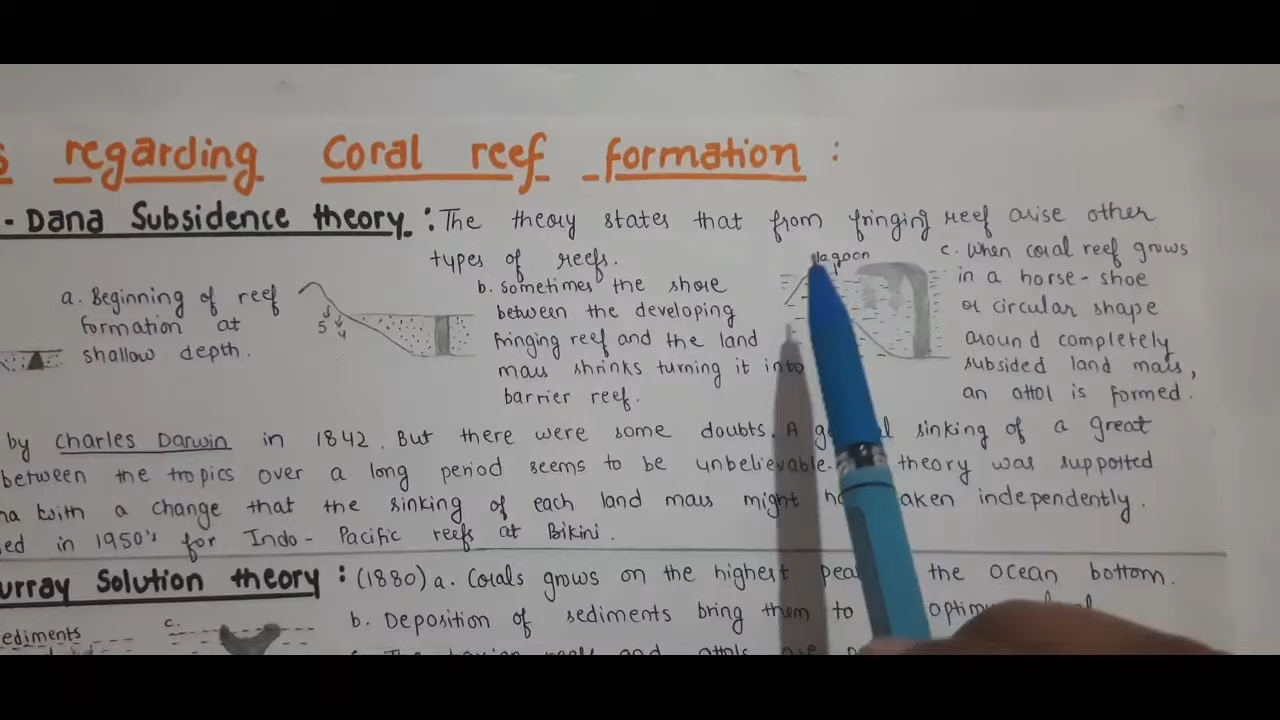 s regarding Coral reef formation :
- Dana Subsidence theory : The theory states that from fringing reef arise other
types of reefs.
a. Beginning of reef
formation at
shallow depth.
5 4
b. sometimes the shore
between the developing
fringing reef and the land
mass shrinks turning it into
barrier reef.
lagoon
c. When coral reef grows
in a horse-shoe
or circular shape
around completely
subsided land mass,
an attol is formed.
by Charles Darwin in 1842. But there were some doubts. A sinking of a great
between the tropics over a long period seems to be unbelievable. theory was supported
na with a change that the sinking of each land mass might taken independently.
ed in 1950's for Indo-Pacific reefs at Bikini.
urray Solution theory : (1880) a. Corals grows on the highest the ocean bottom.
b. Deposition of sediments bring them to
ediments
c.